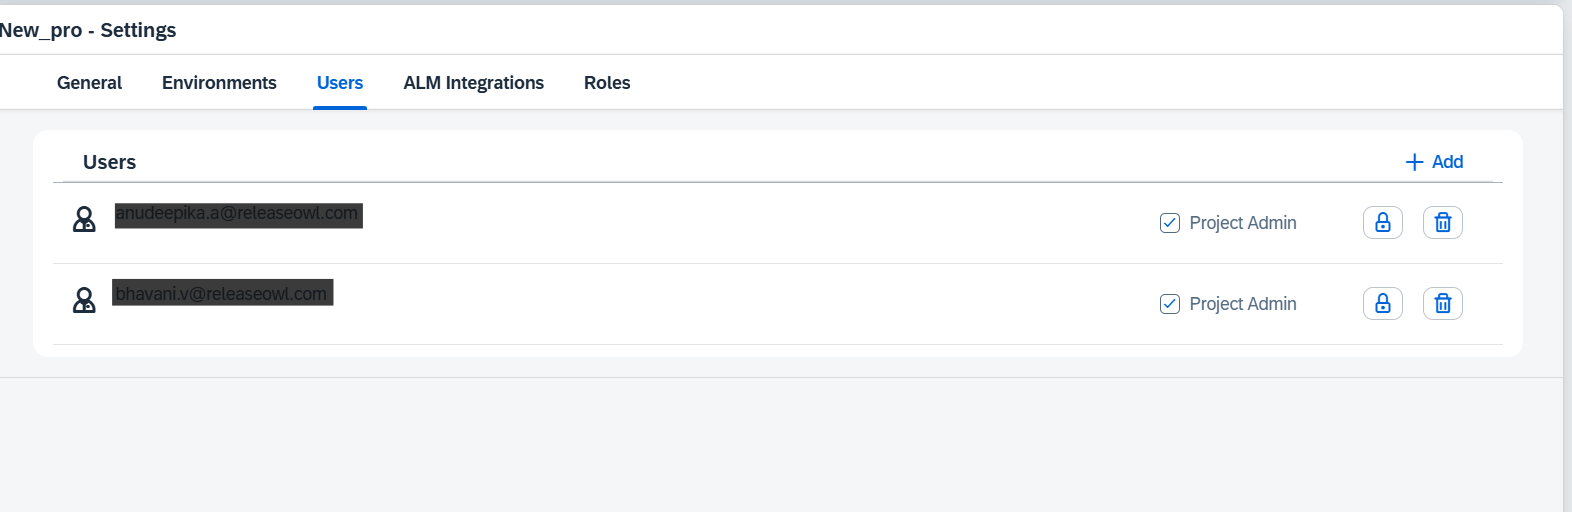 New_pro - Settings
General Environments Users ALM Integrations Roles
Users + Add
anudeepika.a@releaseowl.com Project Admin
bhavani.v@releaseowl.com Project Admin